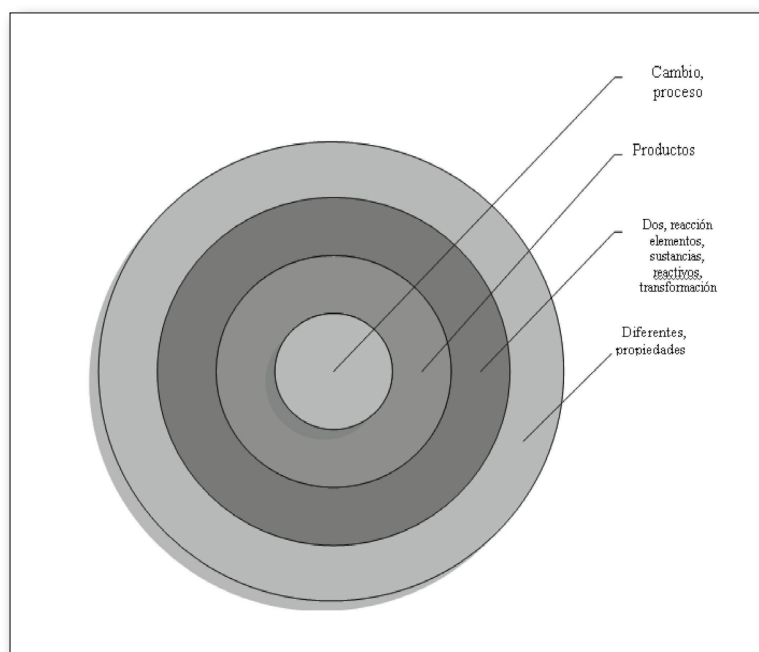 Cambio,
proceso
Productos
Dos, reacción
elementos,
sustancias,
reactivos,
transformación
Diferentes,
propiedades